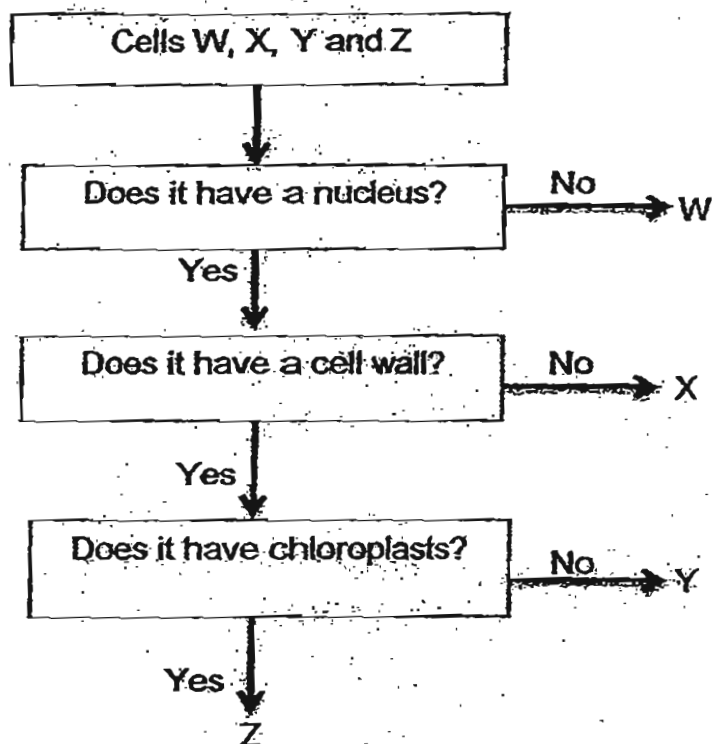 Cells W, X, Y and Z
Does it have a nucleus?
No
W
Yes
Does it have a cell wall?
No
X
Yes
Does it have chloroplasts?
No
Y
Yes
Z